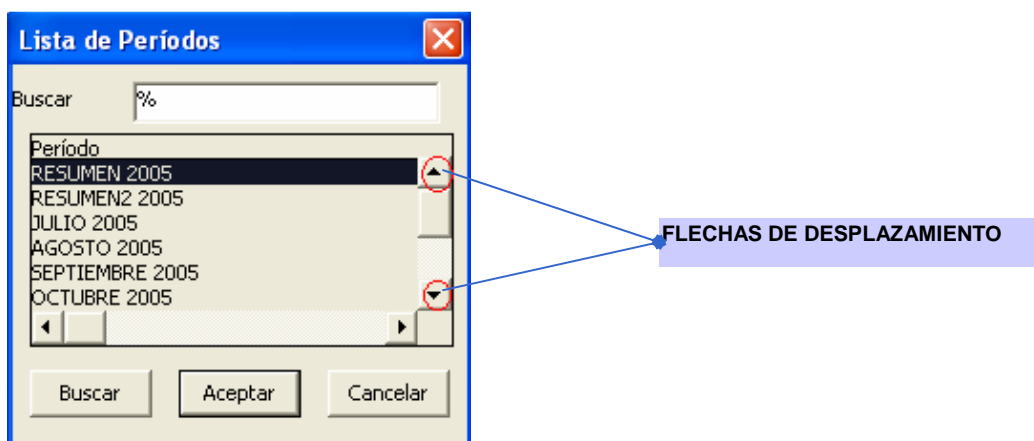 Lista de Períodos
Buscar %
Período
RESUMEN 2005
RESUMEN2 2005
JULIO 2005
AGOSTO 2005
SEPTIEMBRE 2005
OCTUBRE 2005
FLECHAS DE DESPLAZAMIENTO
Buscar Aceptar Cancelar